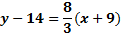 y − 14 = 8/3 (x + 9)